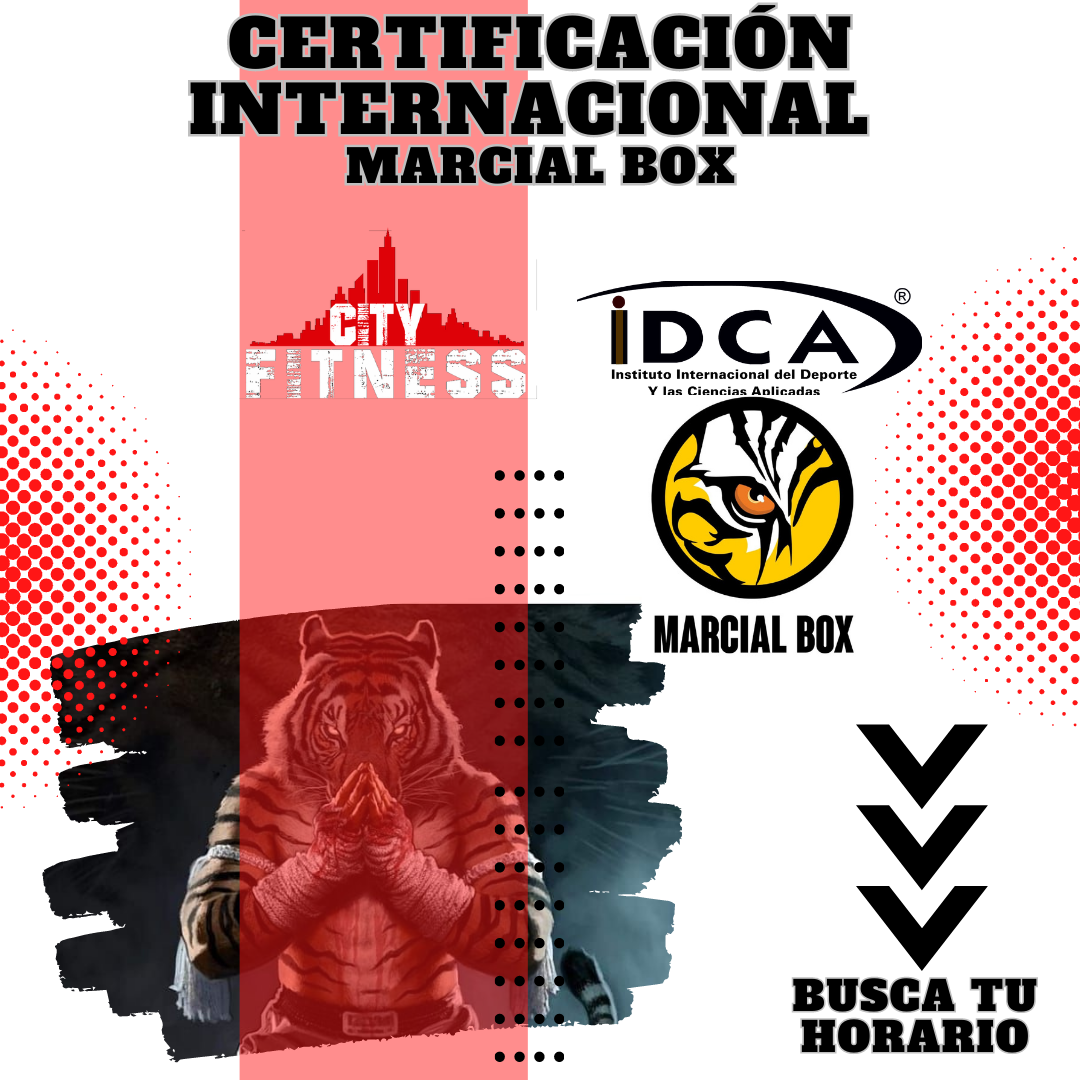 CERTIFICACIÓN
INTERNACIONAL
MARCIAL BOX
CITY
FITNESS
iDCA ®
Instituto Internacional del Deporte
Y las Ciencias Aplicadas
MARCIAL BOX
BUSCA TU
HORARIO